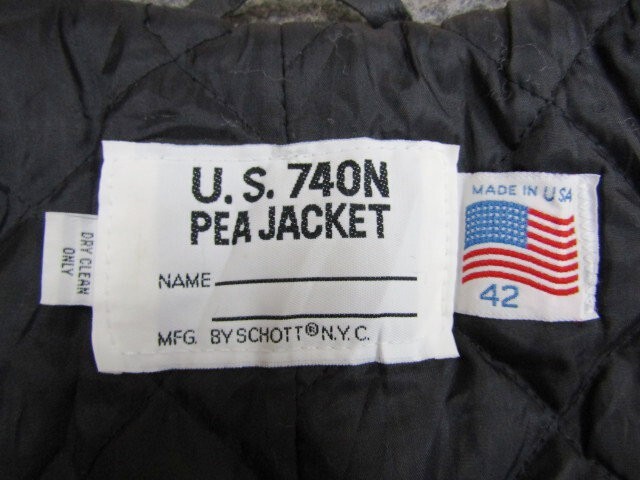 U.S. 740N
PEA JACKET
NAME
MFG. BY SCHOTT® N.Y.C.
DRY CLEAN
ONLY
MADE IN USA
42